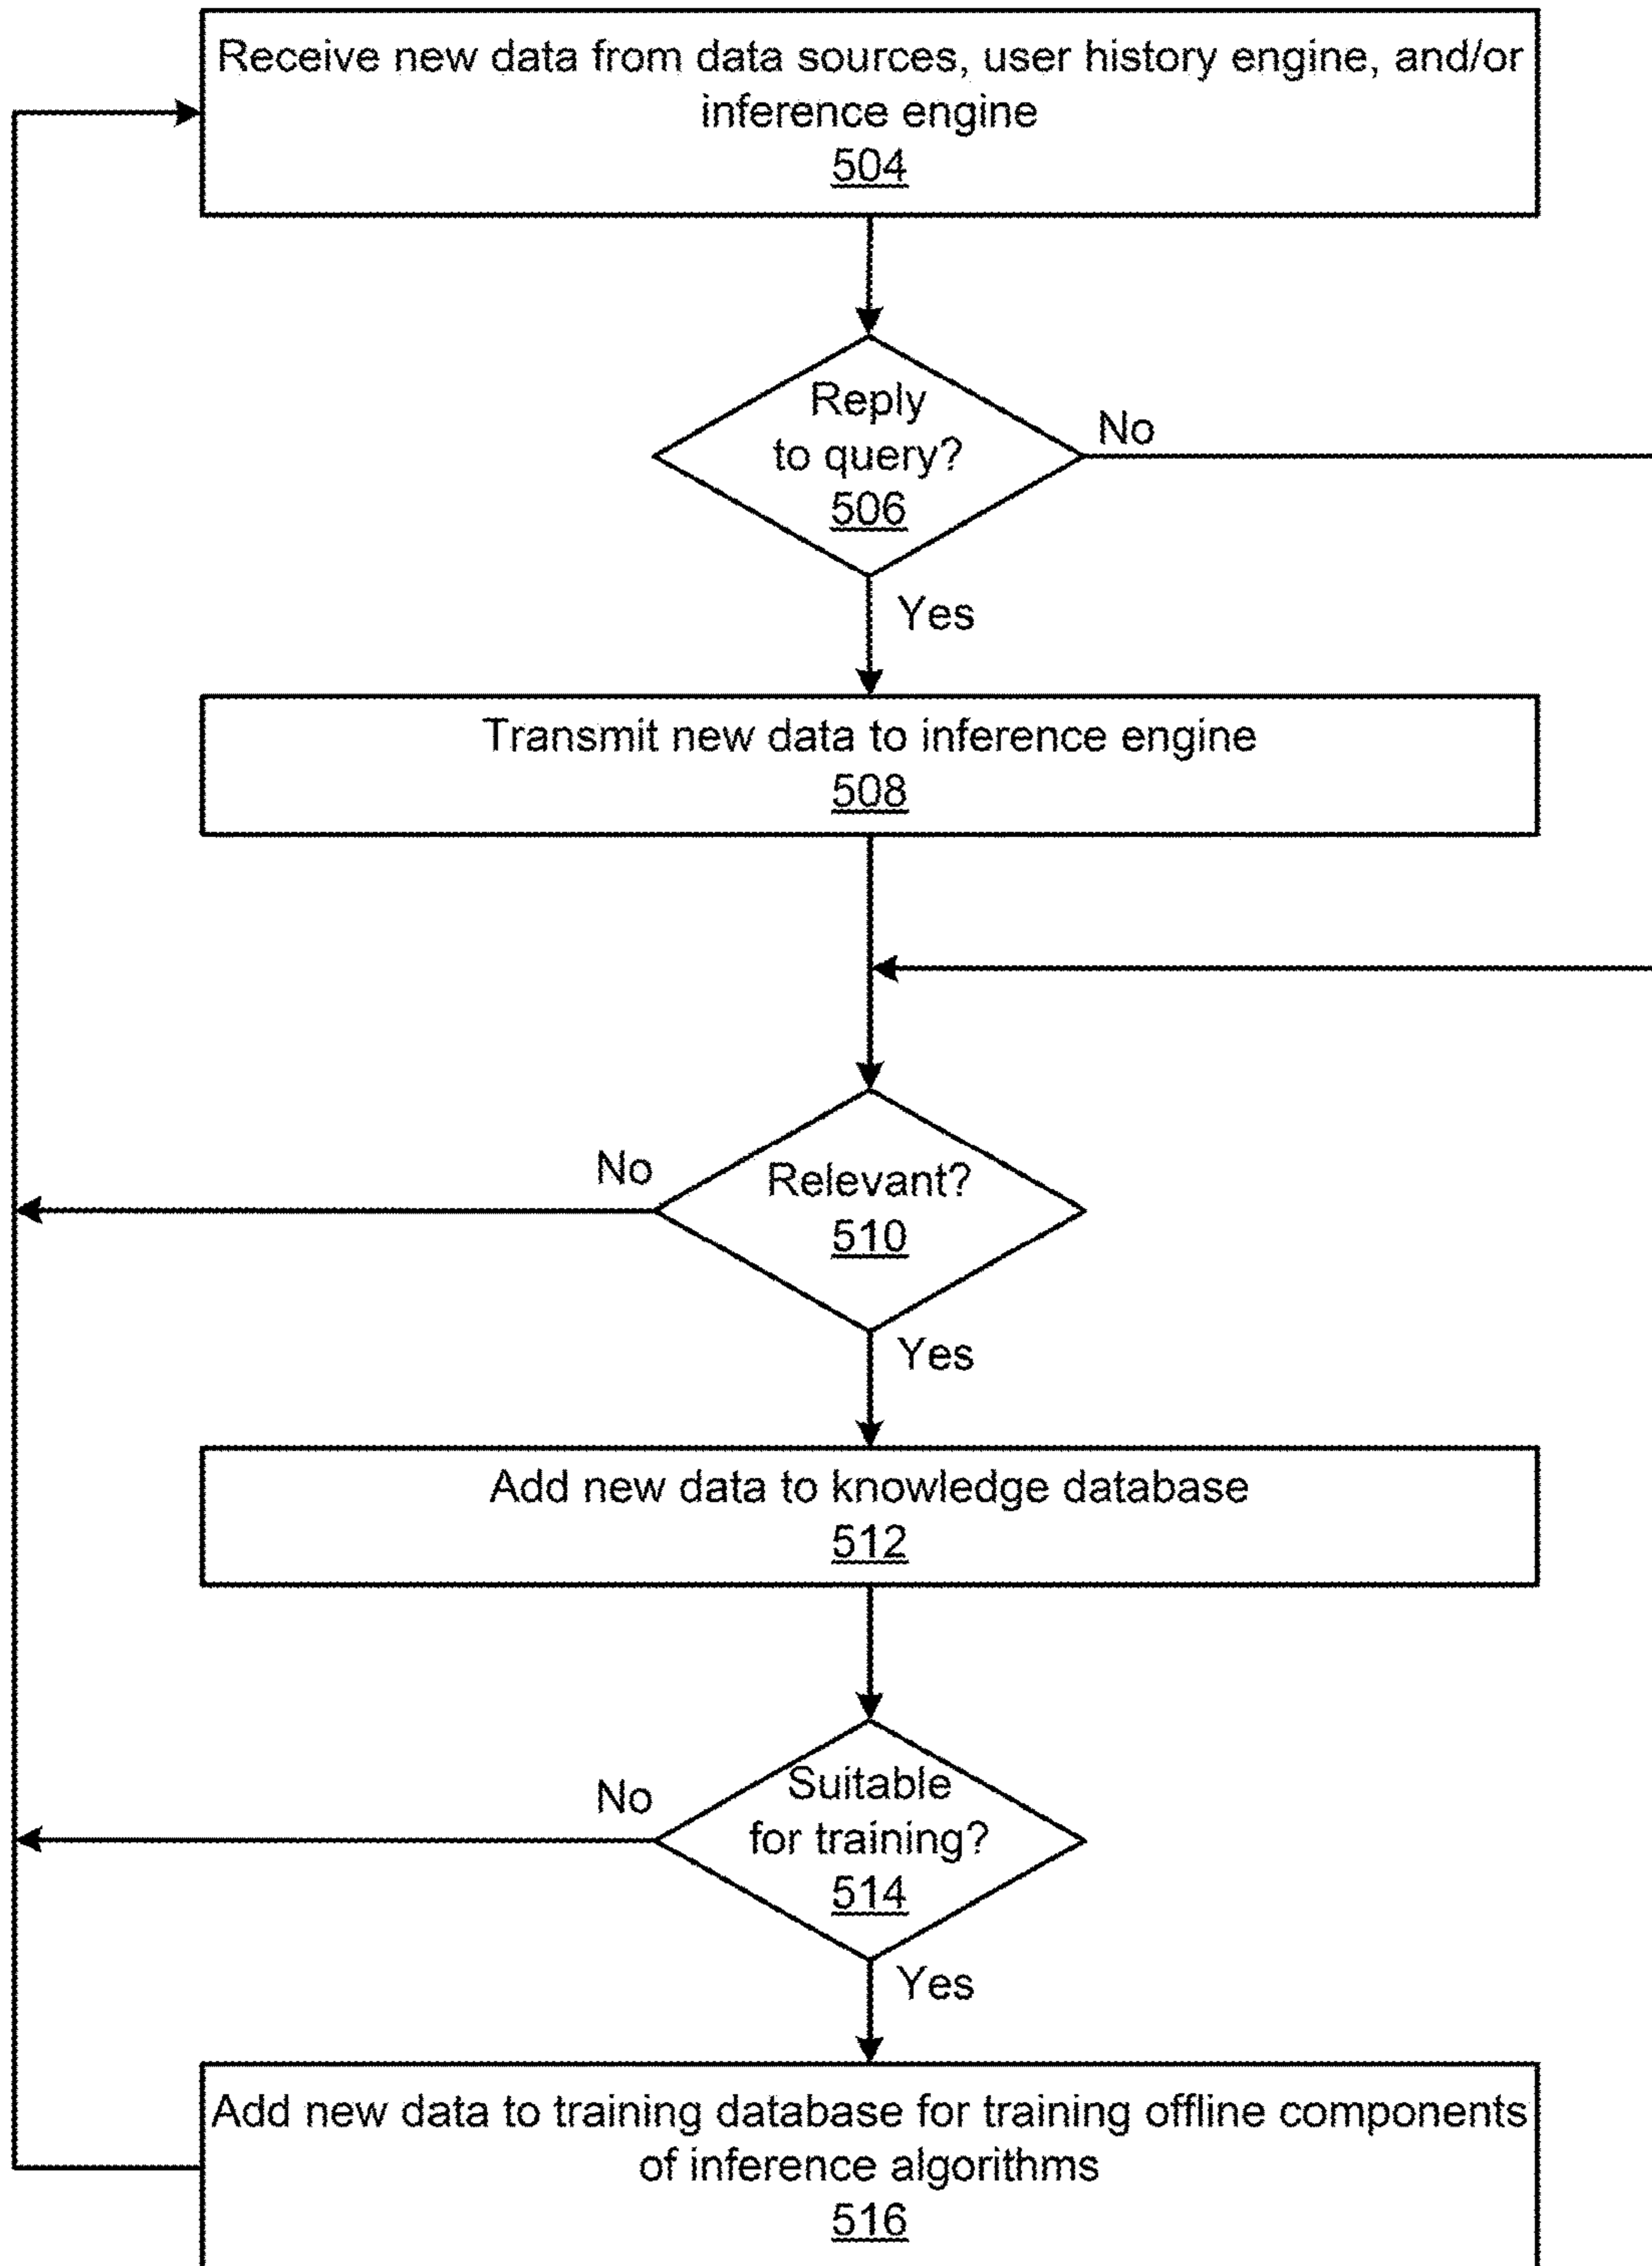 Receive new data from data sources, user history engine, and/or
inference engine
504
Reply
to query?
506
No
Yes
Transmit new data to inference engine
508
No
Relevant?
510
Yes
Add new data to knowledge database
512
No
Suitable
for training?
514
Yes
Add new data to training database for training offline components
of inference algorithms
516